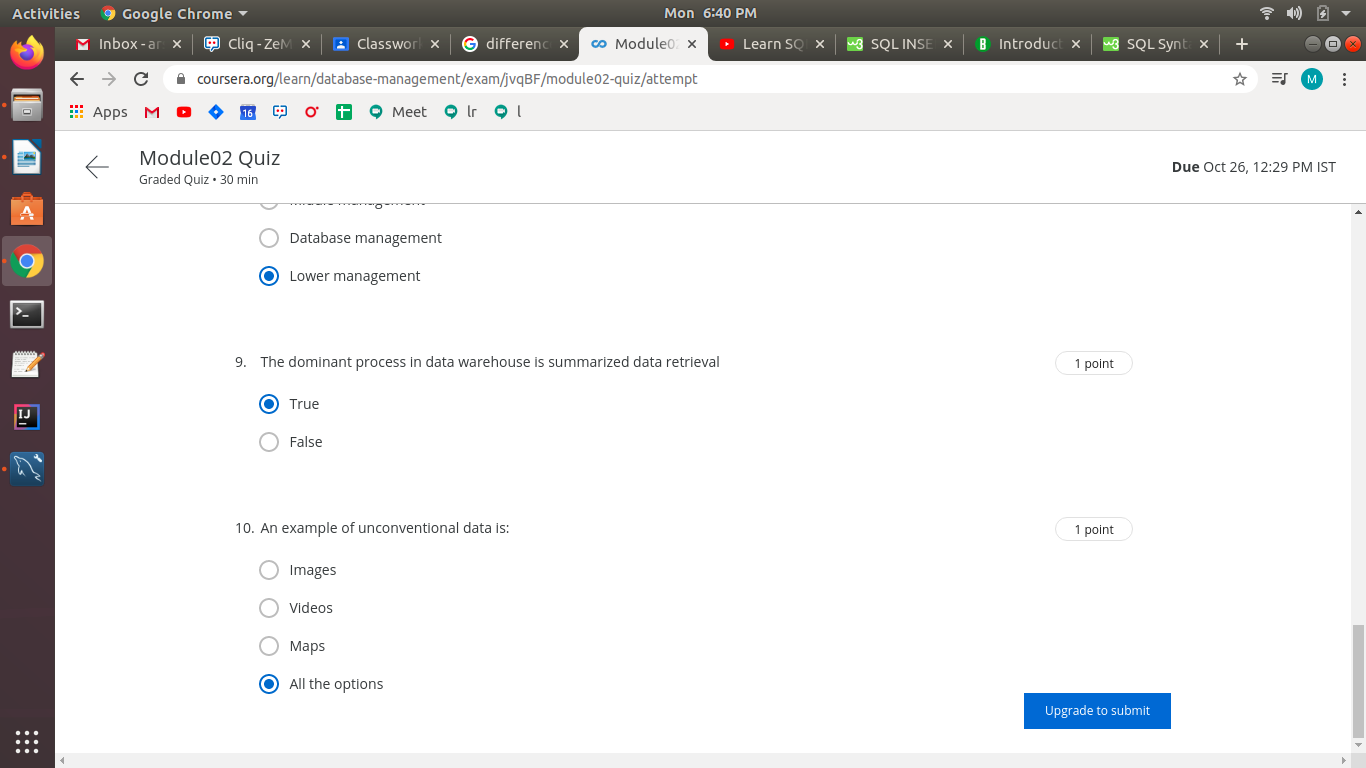 Activities Google Chrome Mon 6:40 PM
Inbox - ar Cliq - ZeM Classwor differenc Module02 Learn SQ SQL INSE Introduct SQL Synt
coursera.org/learn/database-management/exam/jvqBF/module02-quiz/attempt M
Apps 16 Meet lr l
Module02 Quiz
Graded Quiz • 30 min
Due Oct 26, 12:29 PM IST
Database management
Lower management
9. The dominant process in data warehouse is summarized data retrieval
1 point
True
False
10. An example of unconventional data is:
1 point
Images
Videos
Maps
All the options
Upgrade to submit